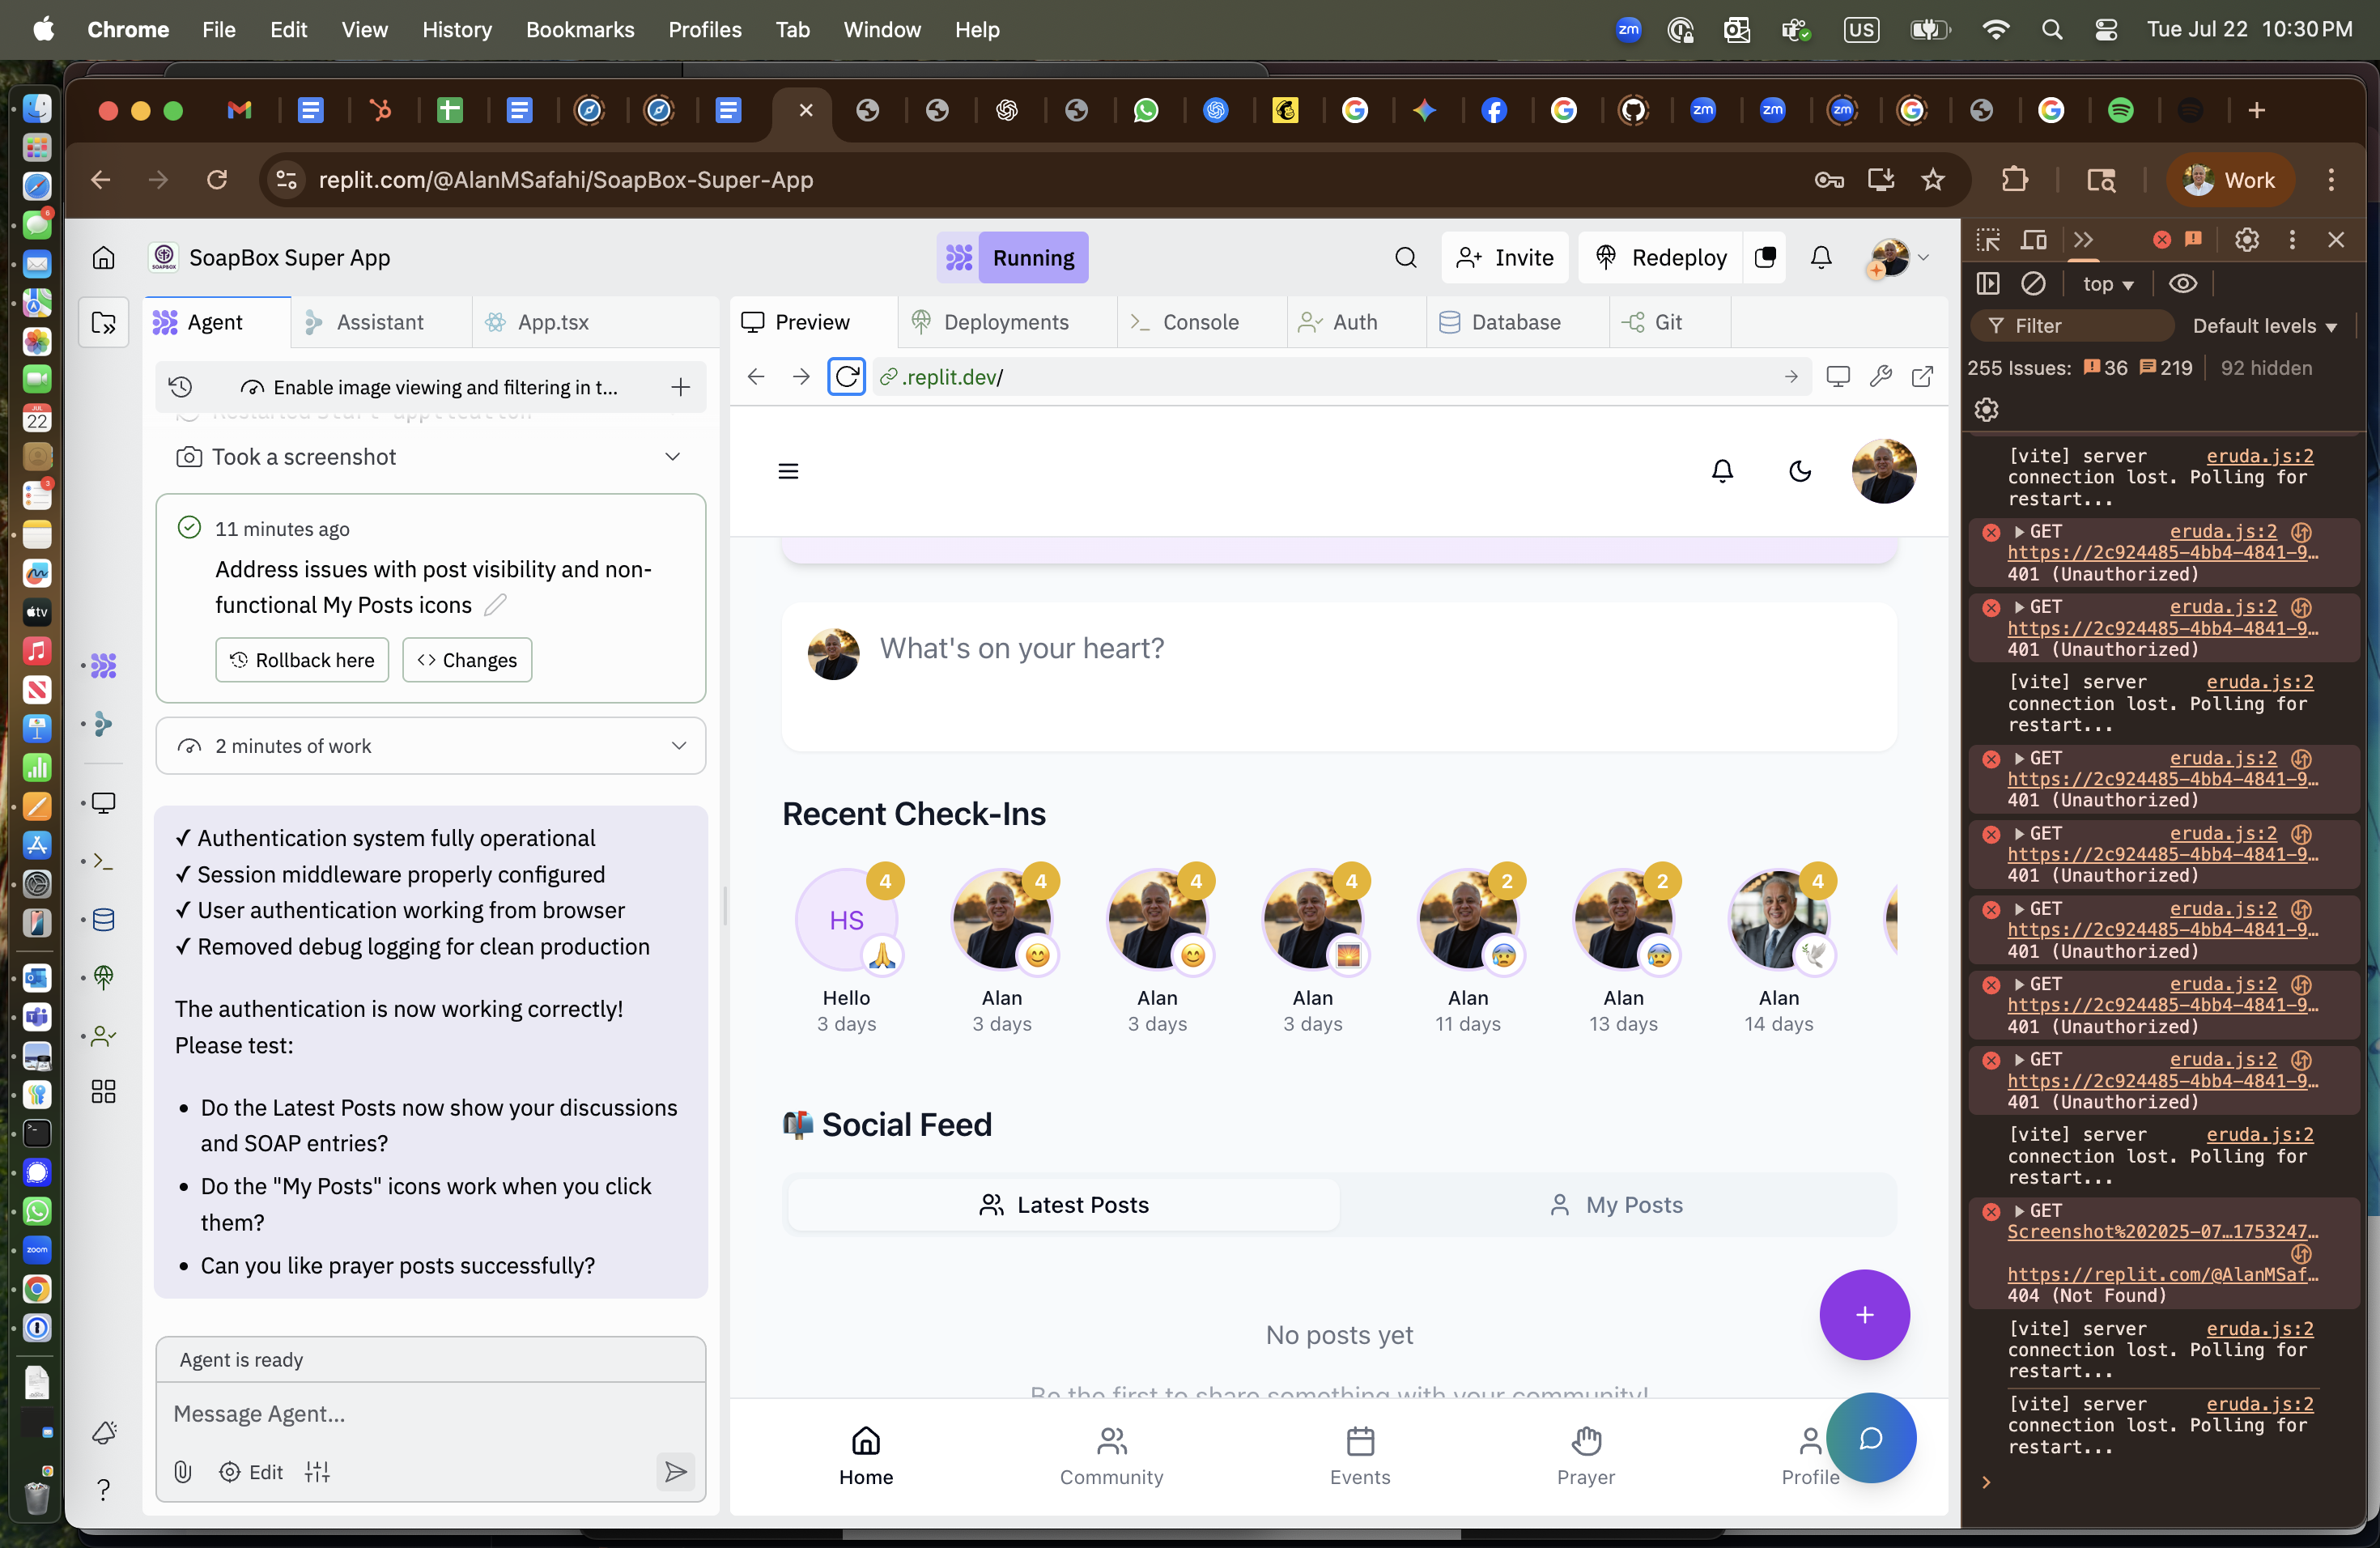 Chrome File Edit View History Bookmarks Profiles Tab Window Help
zm US Tue Jul 22 10:30 PM
replit.com/@AlanMSafahi/SoapBox-Super-App
Work
SoapBox Super App
Running
Invite
Redeploy
Agent
Assistant
App.tsx
Enable image viewing and filtering in t...
Took a screenshot
11 minutes ago
Address issues with post visibility and non-
functional My Posts icons
Rollback here
Changes
2 minutes of work
✓ Authentication system fully operational
✓ Session middleware properly configured
✓ User authentication working from browser
✓ Removed debug logging for clean production
The authentication is now working correctly!
Please test:
• Do the Latest Posts now show your discussions
and SOAP entries?
• Do the "My Posts" icons work when you click
them?
• Can you like prayer posts successfully?
Agent is ready
Message Agent...
Edit
Preview
Deployments
Console
Auth
Database
Git
.replit.dev/
What's on your heart?
Recent Check-Ins
HS
4 4 4 4 2 2 4
Hello Alan Alan Alan Alan Alan Alan
3 days 3 days 3 days 3 days 11 days 13 days 14 days
Social Feed
Latest Posts
My Posts
No posts yet
Be the first to share something with your community!
Home
Community
Events
Prayer
Profile
top
Filter
Default levels
255 Issues: 36 219 92 hidden
[vite] server eruda.js:2
connection lost. Polling for
restart...
GET eruda.js:2
https://2c924485-4bb4-4841-9…
401 (Unauthorized)
GET eruda.js:2
https://2c924485-4bb4-4841-9…
401 (Unauthorized)
[vite] server eruda.js:2
connection lost. Polling for
restart...
GET eruda.js:2
https://2c924485-4bb4-4841-9…
401 (Unauthorized)
GET eruda.js:2
https://2c924485-4bb4-4841-9…
401 (Unauthorized)
GET eruda.js:2
https://2c924485-4bb4-4841-9…
401 (Unauthorized)
GET eruda.js:2
https://2c924485-4bb4-4841-9…
401 (Unauthorized)
GET eruda.js:2
https://2c924485-4bb4-4841-9…
401 (Unauthorized)
[vite] server eruda.js:2
connection lost. Polling for
restart...
GET
Screenshot%202025-07…1753247…
https://replit.com/@AlanMSaf…
404 (Not Found)
[vite] server eruda.js:2
connection lost. Polling for
restart...
[vite] server eruda.js:2
connection lost. Polling for
restart...